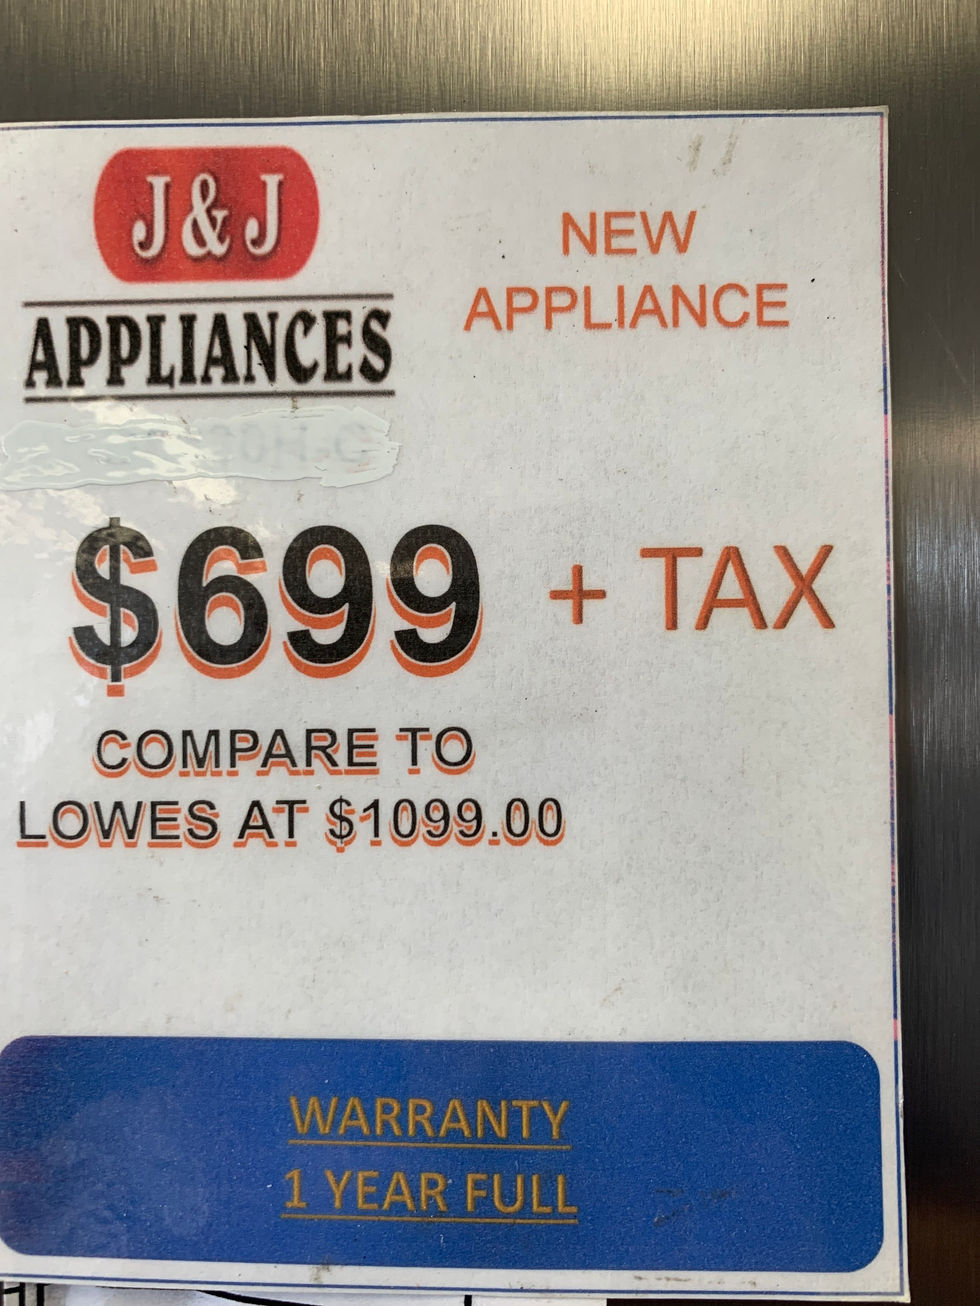 J&J
APPLIANCES
NEW
APPLIANCE
$699 + TAX
COMPARE TO
LOWES AT $1099.00
WARRANTY
1 YEAR FULL